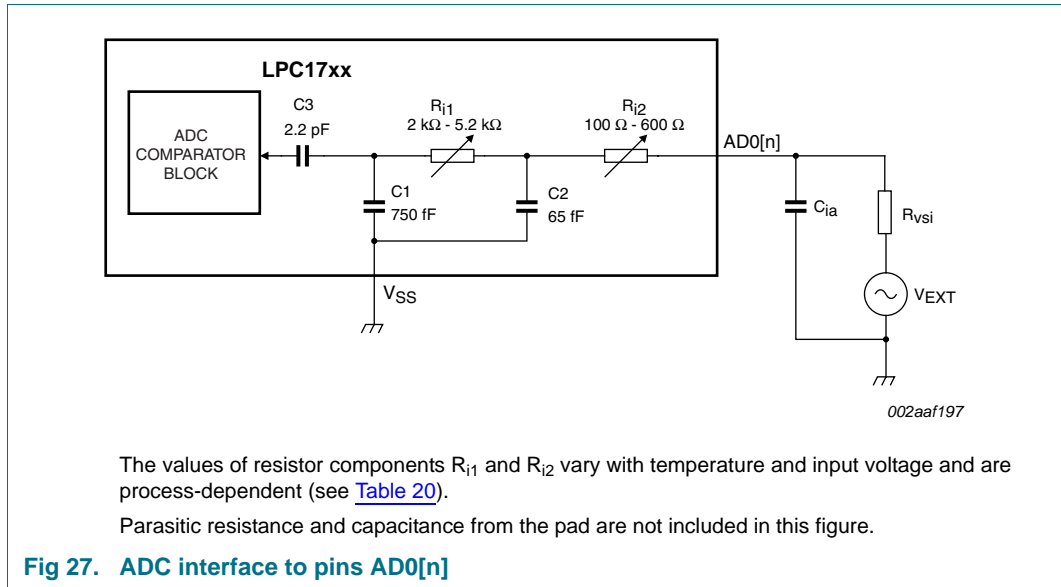 LPC17xx
ADC
COMPARATOR
BLOCK
C3
2.2 pF
Ri1
2 kΩ - 5.2 kΩ
Ri2
100 Ω - 600 Ω
AD0[n]
C1
750 fF
C2
65 fF
Cia
Rvsi
VEXT
VSS
002aaf197
The values of resistor components Ri1 and Ri2 vary with temperature and input voltage and are
process-dependent (see Table 20).
Parasitic resistance and capacitance from the pad are not included in this figure.
Fig 27. ADC interface to pins AD0[n]